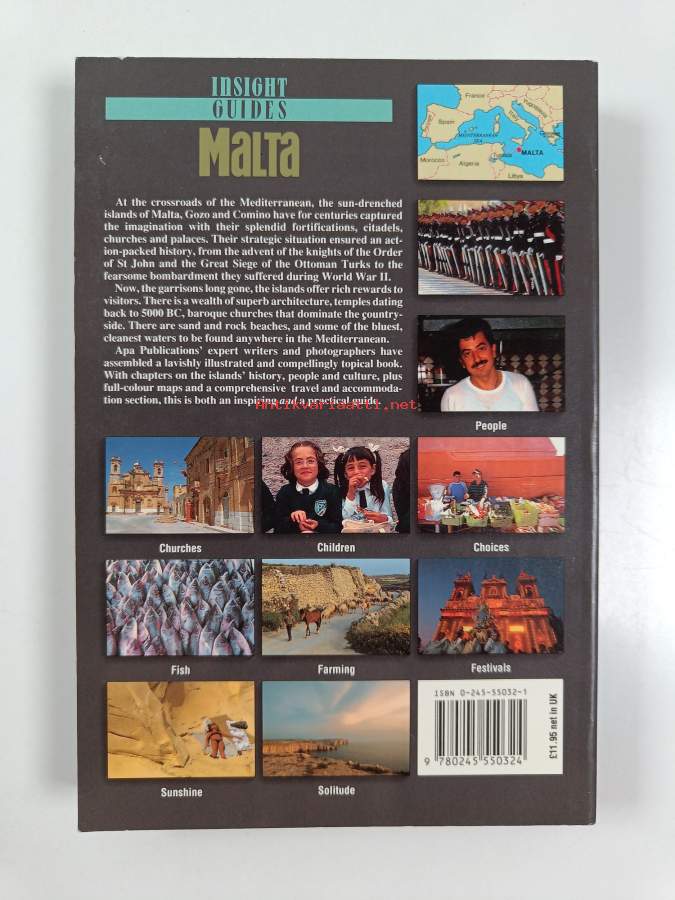 INSIGHT
GUIDES
Malta
At the crossroads of the Mediterranean, the sun-drenched
islands of Malta, Gozo and Comino have for centuries captured
the imagination with their splendid fortifications, citadels,
churches and palaces. Their strategic situation ensured an act-
ion-packed history, from the advent of the knights of the Order
of St John and the Great Siege of the Ottoman Turks to the
fearsome bombardment they suffered during World War II.
Now, the garrisons long gone, the islands offer rich rewards to
visitors. There is a wealth of superb architecture, temples dating
back to 5000 BC, baroque churches that dominate the country-
side. There are sand and rock beaches, and some of the bluest,
cleanest waters to be found anywhere in the Mediterranean.
Apa Publications' expert writers and photographers have
assembled a lavishly illustrated and compellingly topical book.
With chapters on the islands' history, people and culture, plus
full-colour maps and a comprehensive travel and accommoda-
tion section, this is both an inspiring and a practical guide.
Antikvariaatti.net
France
Yugoslavia
Italy
Spain
MEDITERRANEAN
SEA
MALTA
Tunisia
Morocco
Algeria
Libya
People
Churches
Children
Choices
Fish
Farming
Festivals
Sunshine
Solitude
ISBN 0-245-55032-1
9 780245 550324
£11.95 net in UK